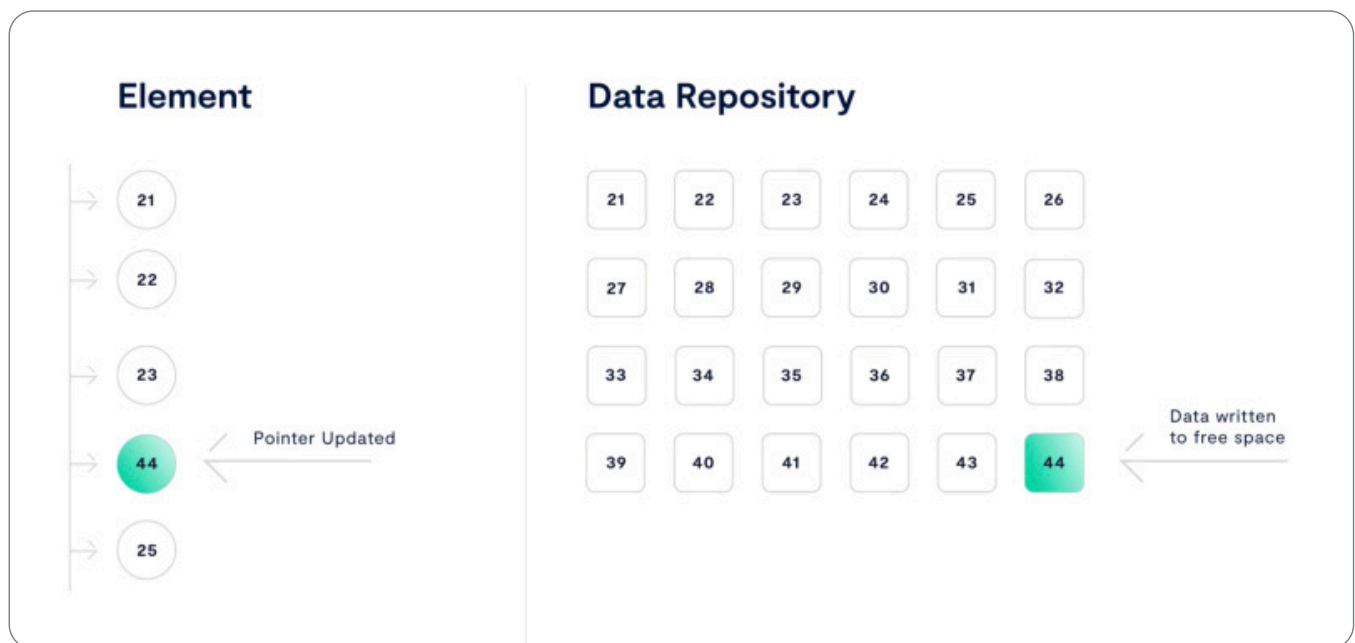 Element
21
22
23
44
Pointer Updated
25
Data Repository
21 22 23 24 25 26
27 28 29 30 31 32
33 34 35 36 37 38
39 40 41 42 43 44
Data written
to free space